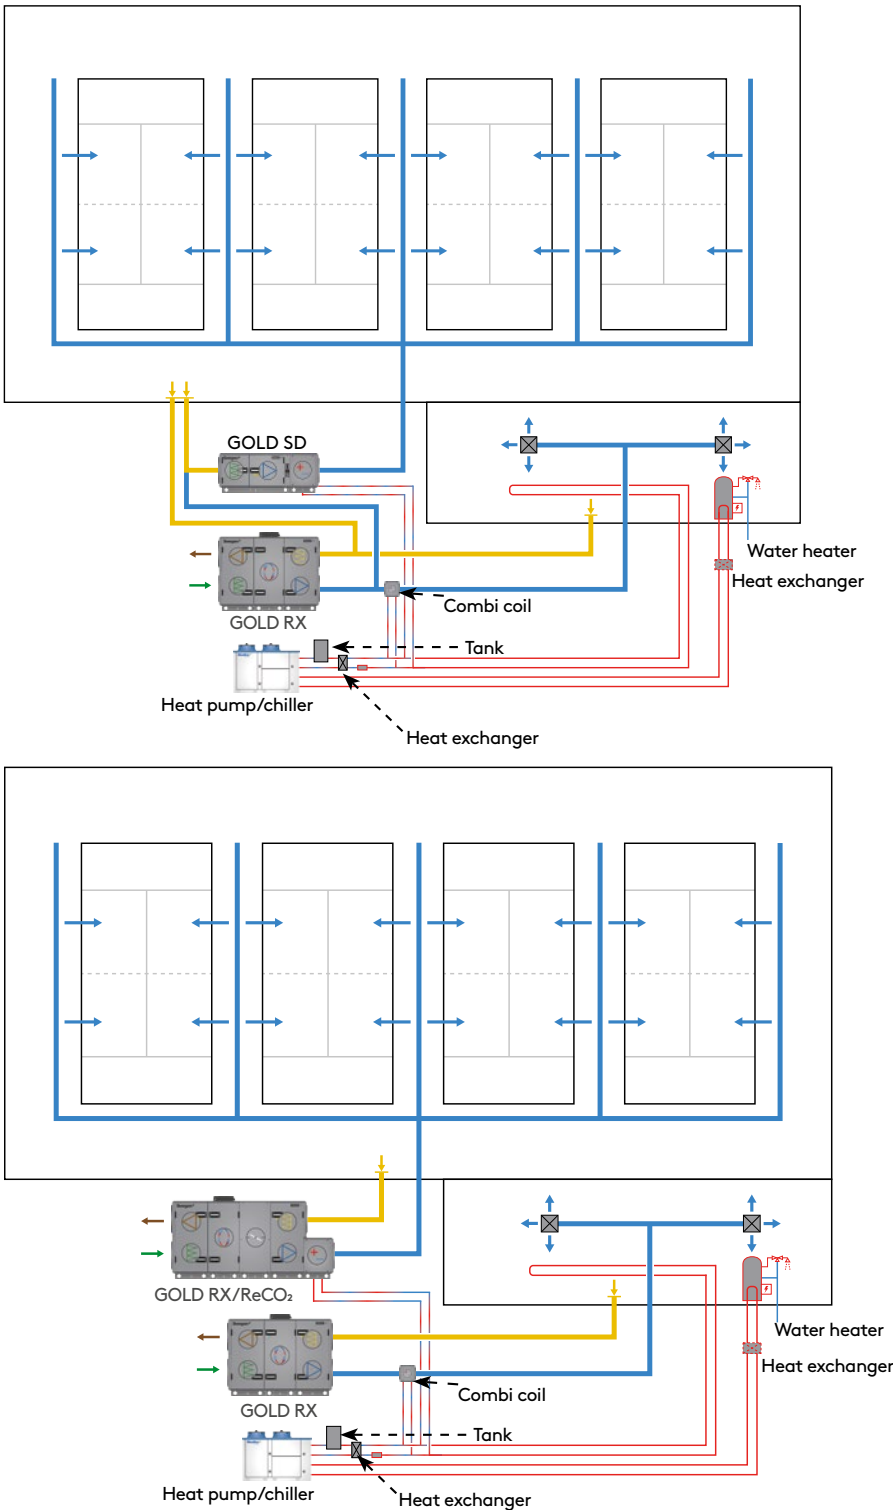 GOLD SD
GOLD RX
Water heater
Heat exchanger
Combi coil
Tank
Heat pump/chiller
Heat exchanger
GOLD RX/ReCO₂
GOLD RX
Water heater
Heat exchanger
Combi coil
Tank
Heat pump/chiller
Heat exchanger